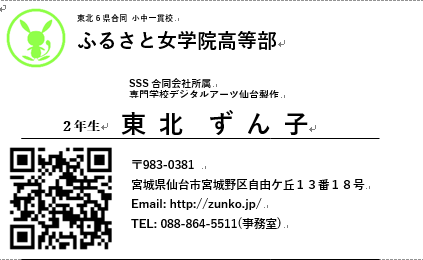 東北６県合同 小中一貫校
ふるさと女学院高等部
SSS 合同会社所属
専門学校デジタルアーツ仙台製作
２年生 東 北 ず ん 子
〒983-0381
宮城県仙台市宮城野区自由ケ丘１３番１８号
Email: http://zunko.jp/
TEL: 088-864-5511(事務室)